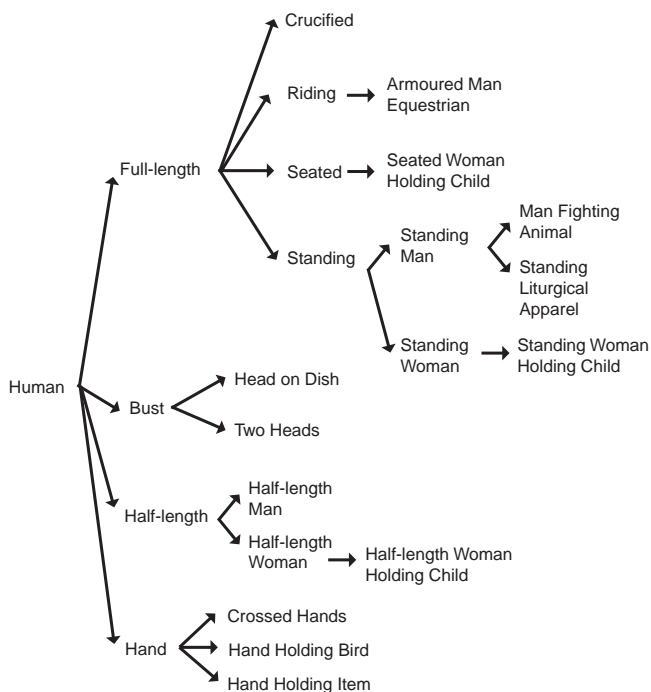 Crucified
Riding
Armoured Man
Equestrian
Full-length
Seated
Seated Woman
Holding Child
Standing
Standing
Man
Man Fighting
Animal
Standing
Liturgical
Apparel
Standing
Woman
Standing Woman
Holding Child
Human
Bust
Head on Dish
Two Heads
Half-length
Half-length
Man
Half-length
Woman
Half-length Woman
Holding Child
Hand
Crossed Hands
Hand Holding Bird
Hand Holding Item